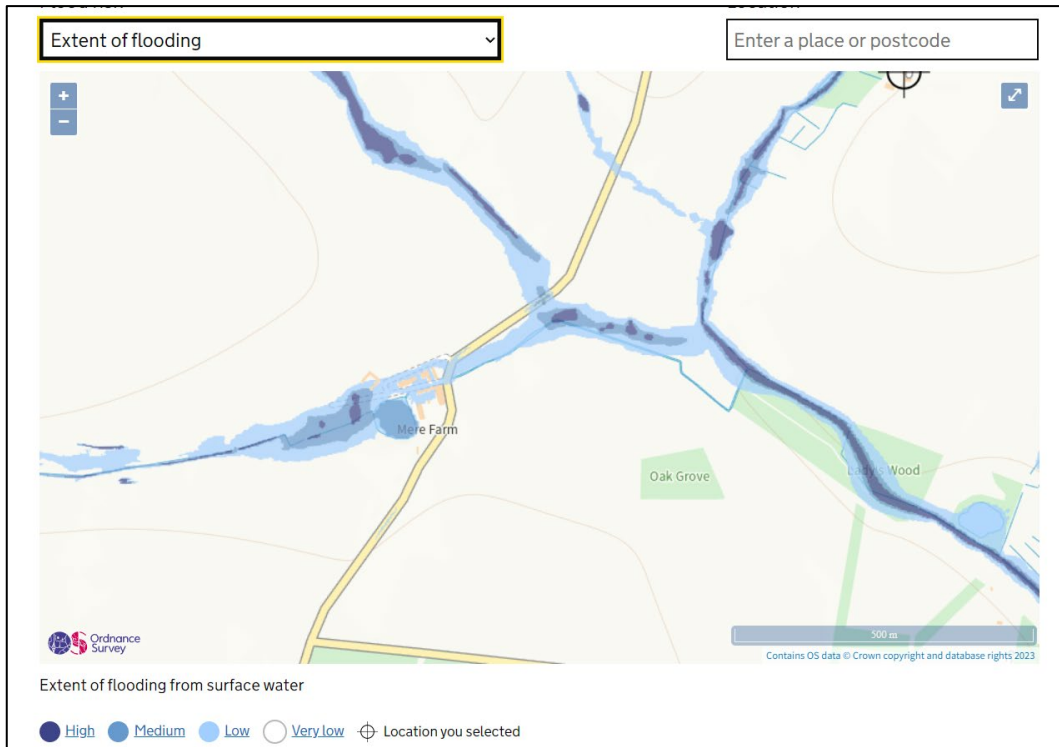 Extent of flooding
Enter a place or postcode
+
−
Mere Farm
Oak Grove
Lady's Wood
Ordnance
Survey
500 m
Contains OS data © Crown copyright and database rights 2023
Extent of flooding from surface water
High Medium Low Very low Location you selected